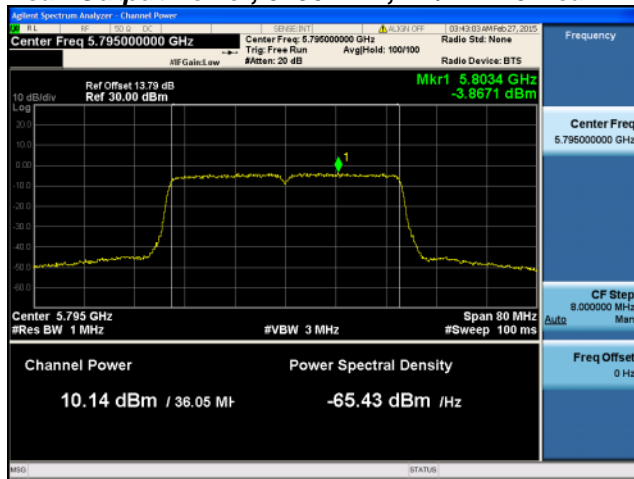 Agilent Spectrum Analyzer - Channel Power
RL RF 50 Ω DC SENSE:INT ALIGN OFF 03:43:03 AM Feb 27, 2015
Center Freq 5.795000000 GHz
Center Freq: 5.795000000 GHz
Radio Std: None
Trig: Free Run
Avg|Hold: 100/100
#IFGain:Low
#Atten: 20 dB
Radio Device: BTS
Frequency
Ref Offset 13.79 dB
Mkr1 5.8034 GHz
10 dB/div
Ref 30.00 dBm
-3.8671 dBm
Log
20.0
10.0
0.00
-10.0
-20.0
-30.0
-40.0
-50.0
-60.0
1
Center Freq
5.795000000 GHz
Center 5.795 GHz
Span 80 MHz
#Res BW 1 MHz
#VBW 3 MHz
#Sweep 100 ms
CF Step
8.000000 MHz
Auto Man
Channel Power
Power Spectral Density
10.14 dBm / 36.05 MH
-65.43 dBm /Hz
Freq Offset
0 Hz
MSG
STATUS